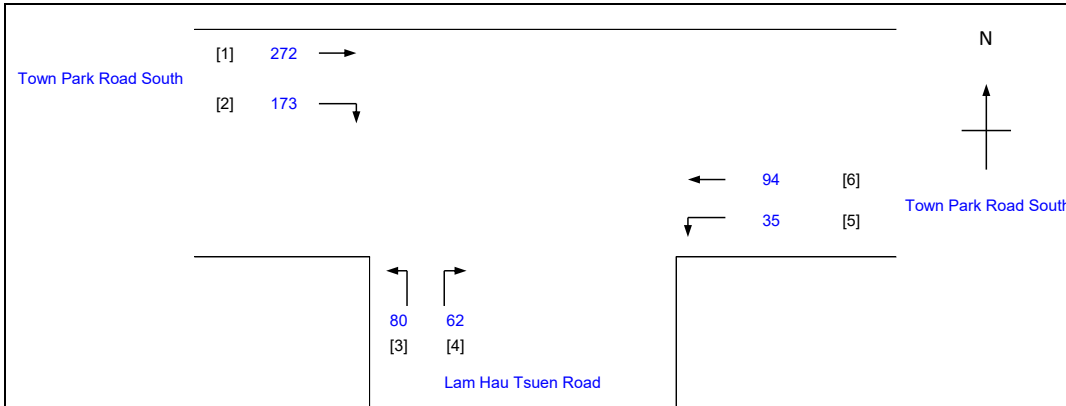 [1] 272
N
Town Park Road South
[2] 173
94 [6]
Town Park Road South
35 [5]
80 62
[3] [4]
Lam Hau Tsuen Road